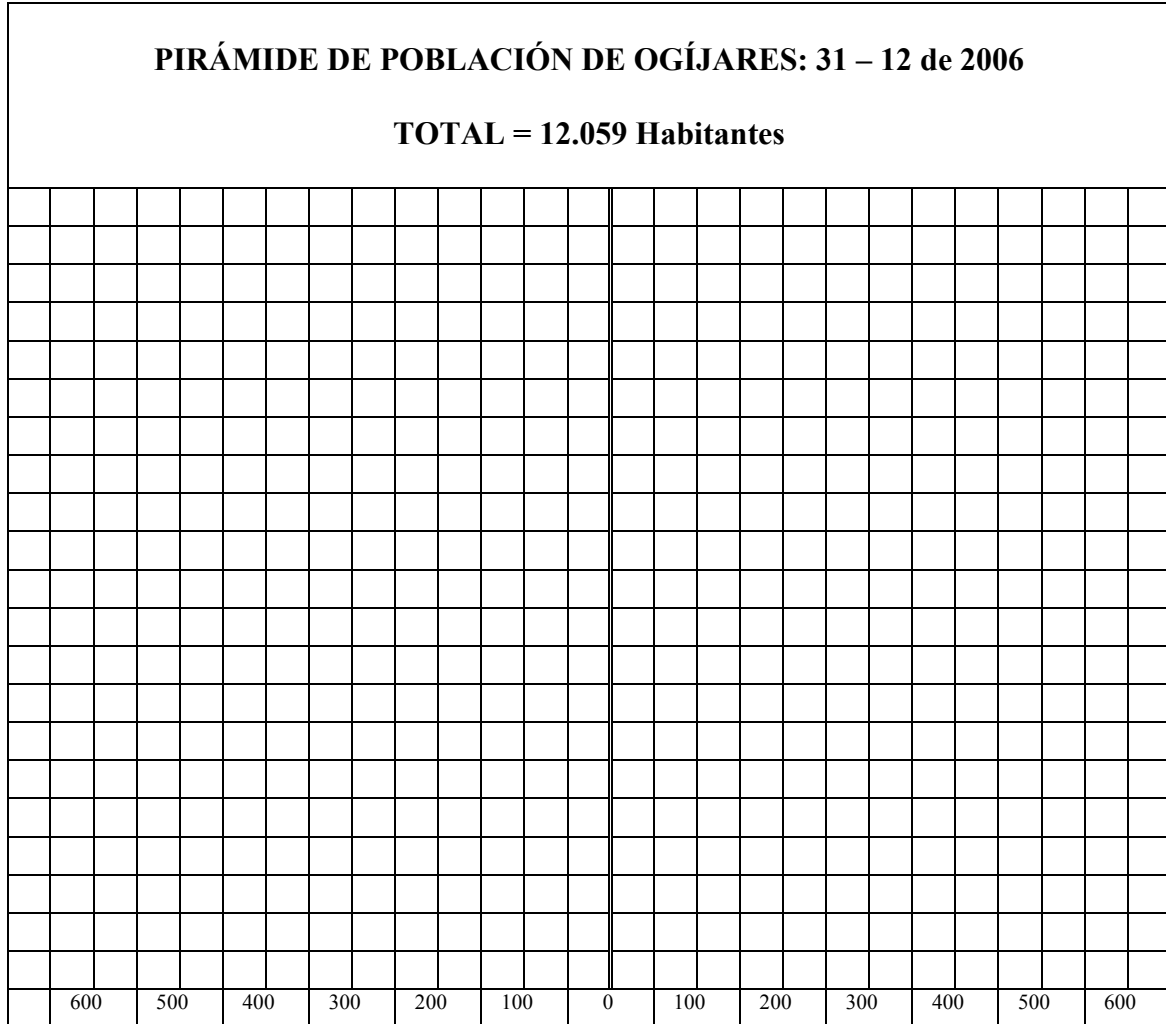 PIRÁMIDE DE POBLACIÓN DE OGÍJARES: 31 – 12 de 2006
TOTAL = 12.059 Habitantes
600 500 400 300 200 100 0 100 200 300 400 500 600